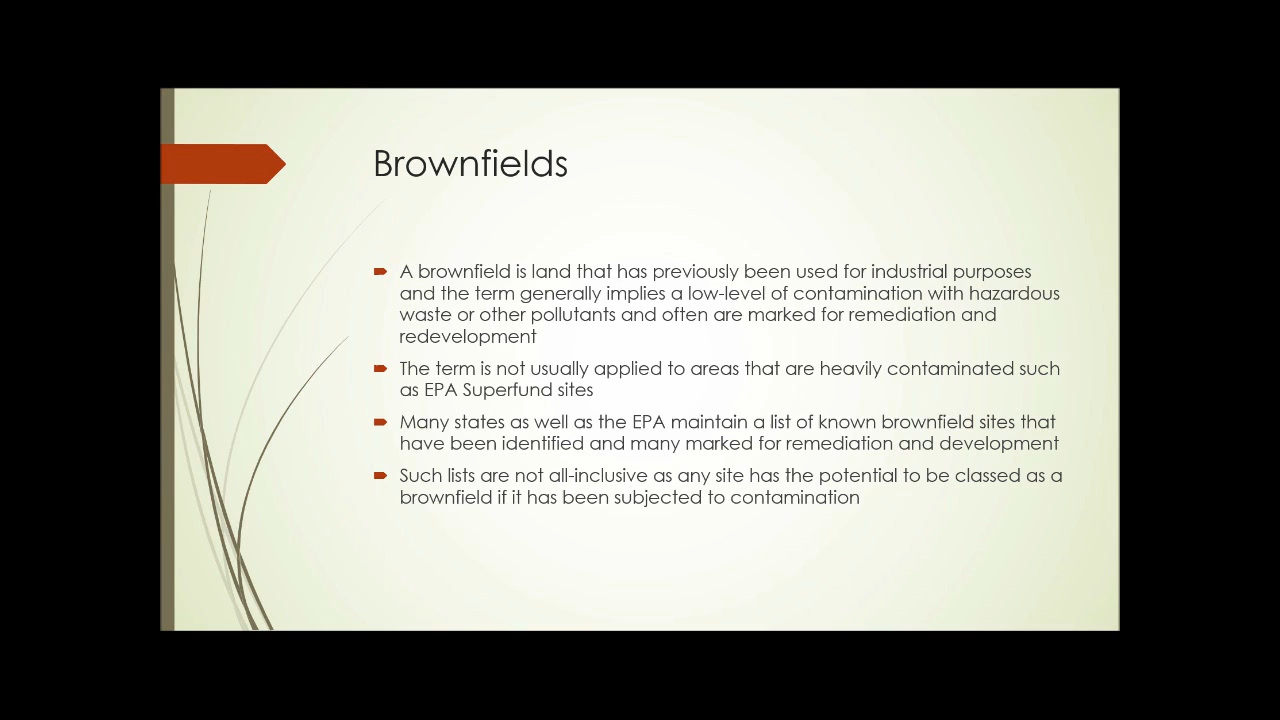 Brownfields
A brownfield is land that has previously been used for industrial purposes
and the term generally implies a low-level of contamination with hazardous
waste or other pollutants and often are marked for remediation and
redevelopment
The term is not usually applied to areas that are heavily contaminated such
as EPA Superfund sites
Many states as well as the EPA maintain a list of known brownfield sites that
have been identified and many marked for remediation and development
Such lists are not all-inclusive as any site has the potential to be classed as a
brownfield if it has been subjected to contamination